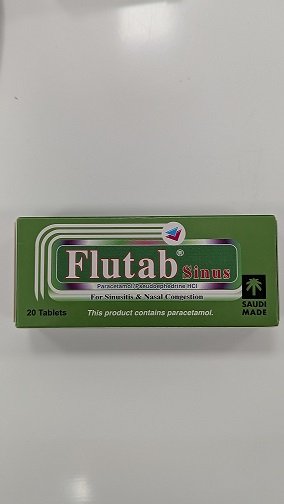 Flutab® Sinus
Paracetamol/Pseudoephedrine HCl
For Sinusitis & Nasal Congestion
20 Tablets
This product contains paracetamol.
SAUDI
MADE